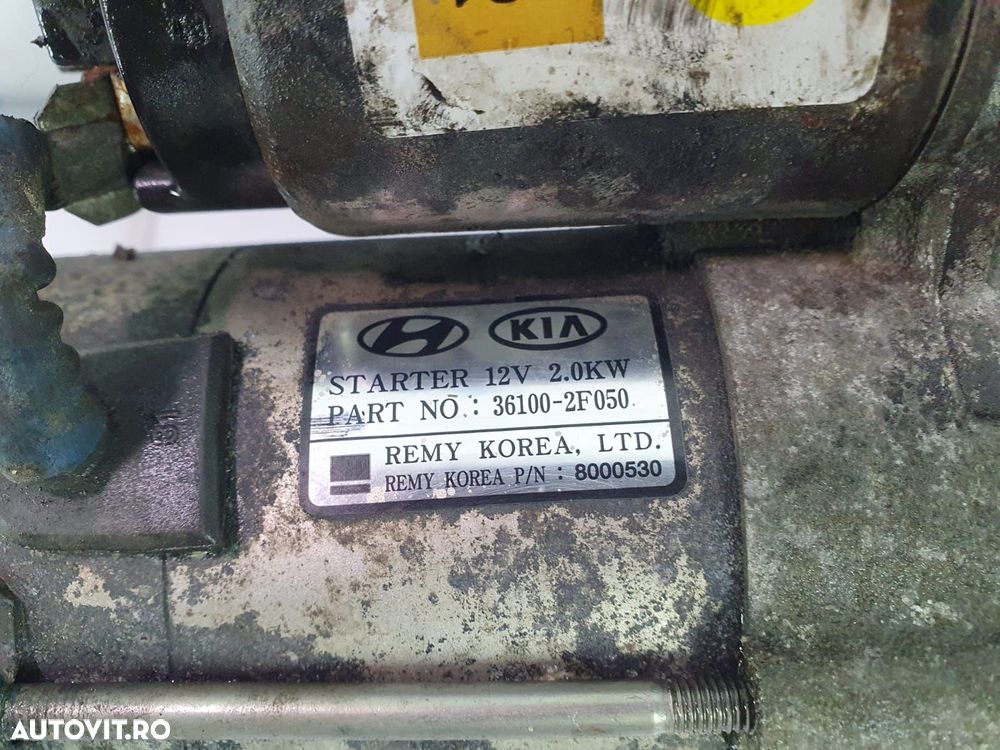 KIA
STARTER 12V 2.0KW
PART NO.: 36100-2F050
REMY KOREA, LTD.
REMY KOREA P/N : 8000530
AUTOVIT.RO